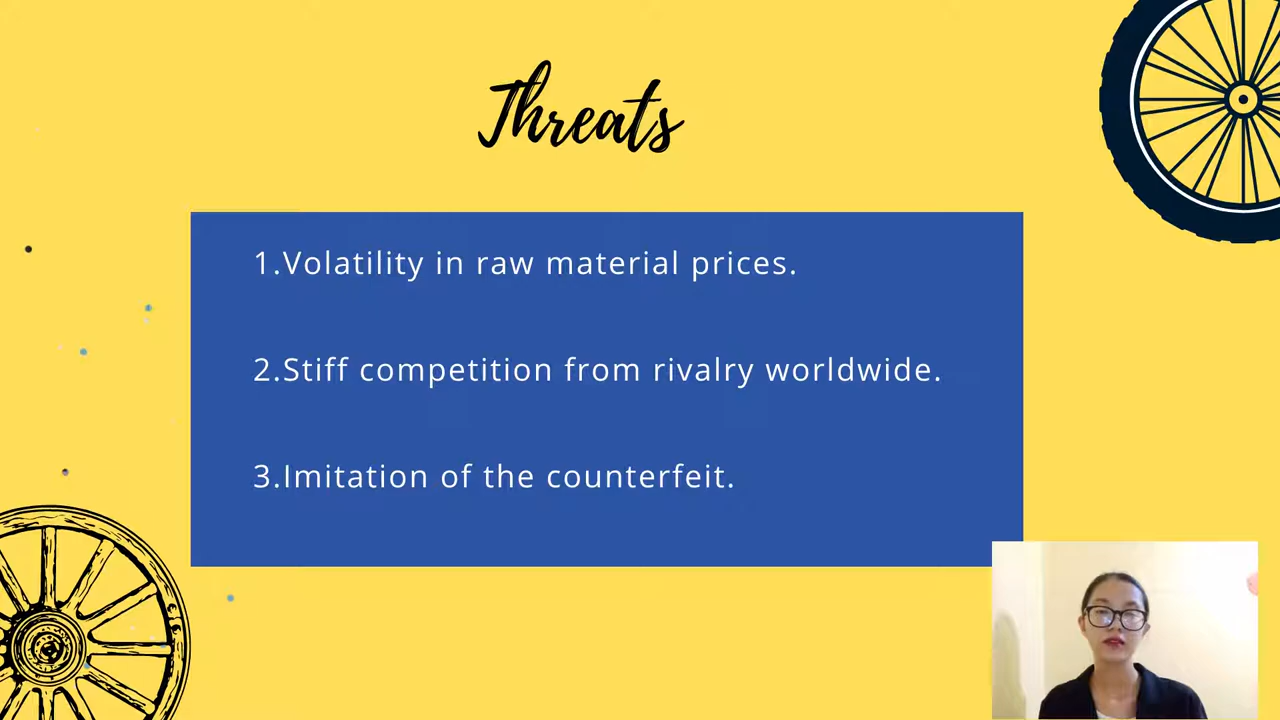 Threats
1.Volatility in raw material prices.
2.Stiff competition from rivalry worldwide.
3.Imitation of the counterfeit.